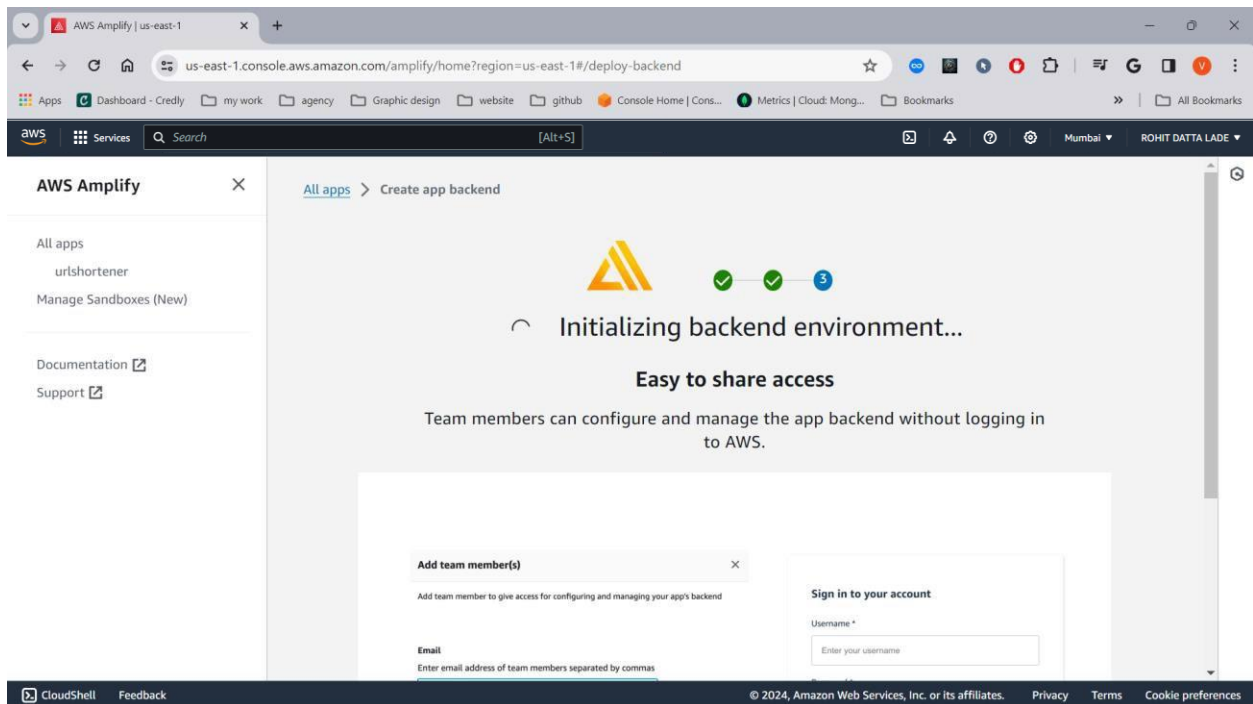 AWS Amplify | us-east-1
us-east-1.console.aws.amazon.com/amplify/home?region=us-east-1#/deploy-backend
G
V
Apps Dashboard - Credly my work agency Graphic design website github Console Home | Cons... Metrics | Cloud: Mong... Bookmarks » All Bookmarks
aws Services Search [Alt+S] Mumbai ROHIT DATTA LADE
AWS Amplify
All apps > Create app backend
All apps
urlshortener
Manage Sandboxes (New)
Documentation
Support
3
Initializing backend environment...
Easy to share access
Team members can configure and manage the app backend without logging in
to AWS.
Add team member(s)
Add team member to give access for configuring and managing your app's backend
Email
Enter email address of team members separated by commas
Sign in to your account
Username *
Enter your username
CloudShell Feedback © 2024, Amazon Web Services, Inc. or its affiliates. Privacy Terms Cookie preferences